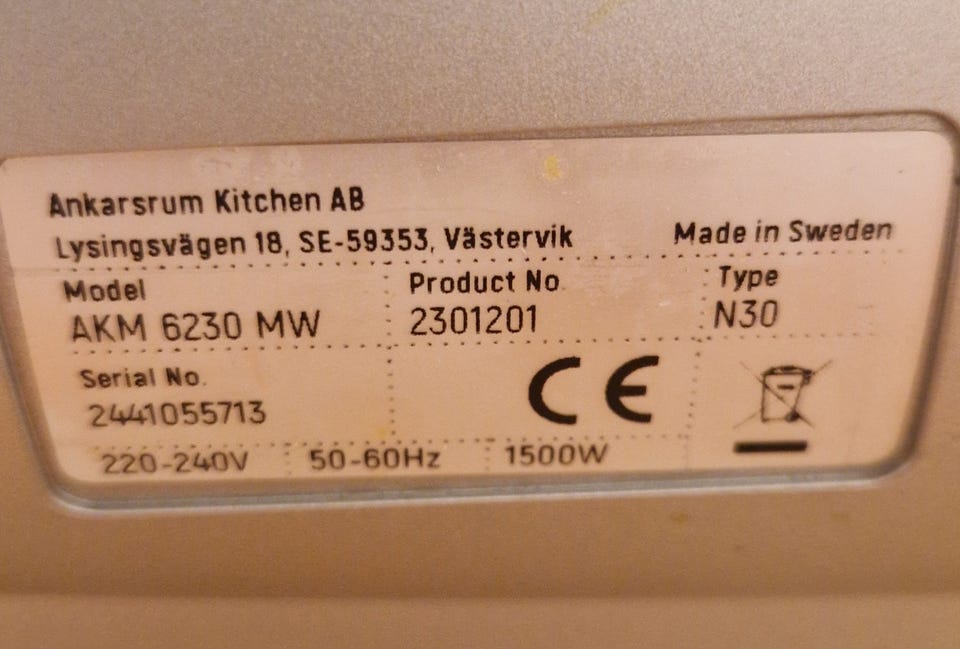 Ankarsrum Kitchen AB
Lysingsvägen 18, SE-59353, Västervik
Made in Sweden
Model
AKM 6230 MW
Product No.
2301201
Type
N30
Serial No.
2441055713
CE
220-240V
50-60Hz
1500W